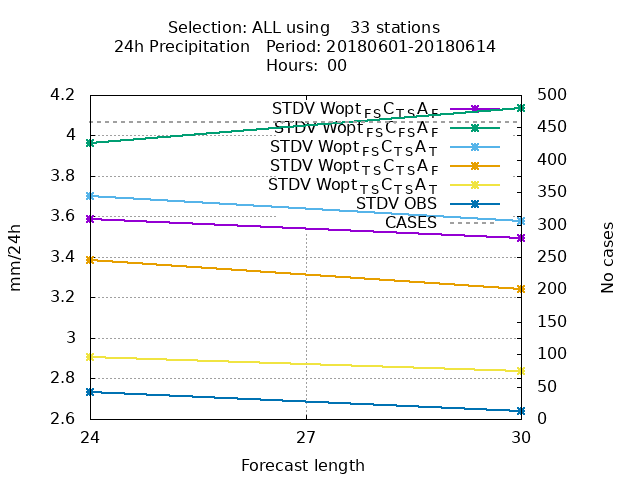 Selection: ALL using 33 stations
24h Precipitation Period: 20180601-20180614
Hours: 00
4.2
4
3.8
3.6
3.4
3.2
3
2.8
2.6
mm/24h
STDV Wopt_FS C_TS A_F
STDV Wopt_FS C_FS A_F
STDV Wopt_FS C_TS A_T
STDV Wopt_TS C_TS A_F
STDV Wopt_TS C_TS A_T
STDV OBS
CASES
500
450
400
350
300
250
200
150
100
50
0
No cases
24 27 30
Forecast length